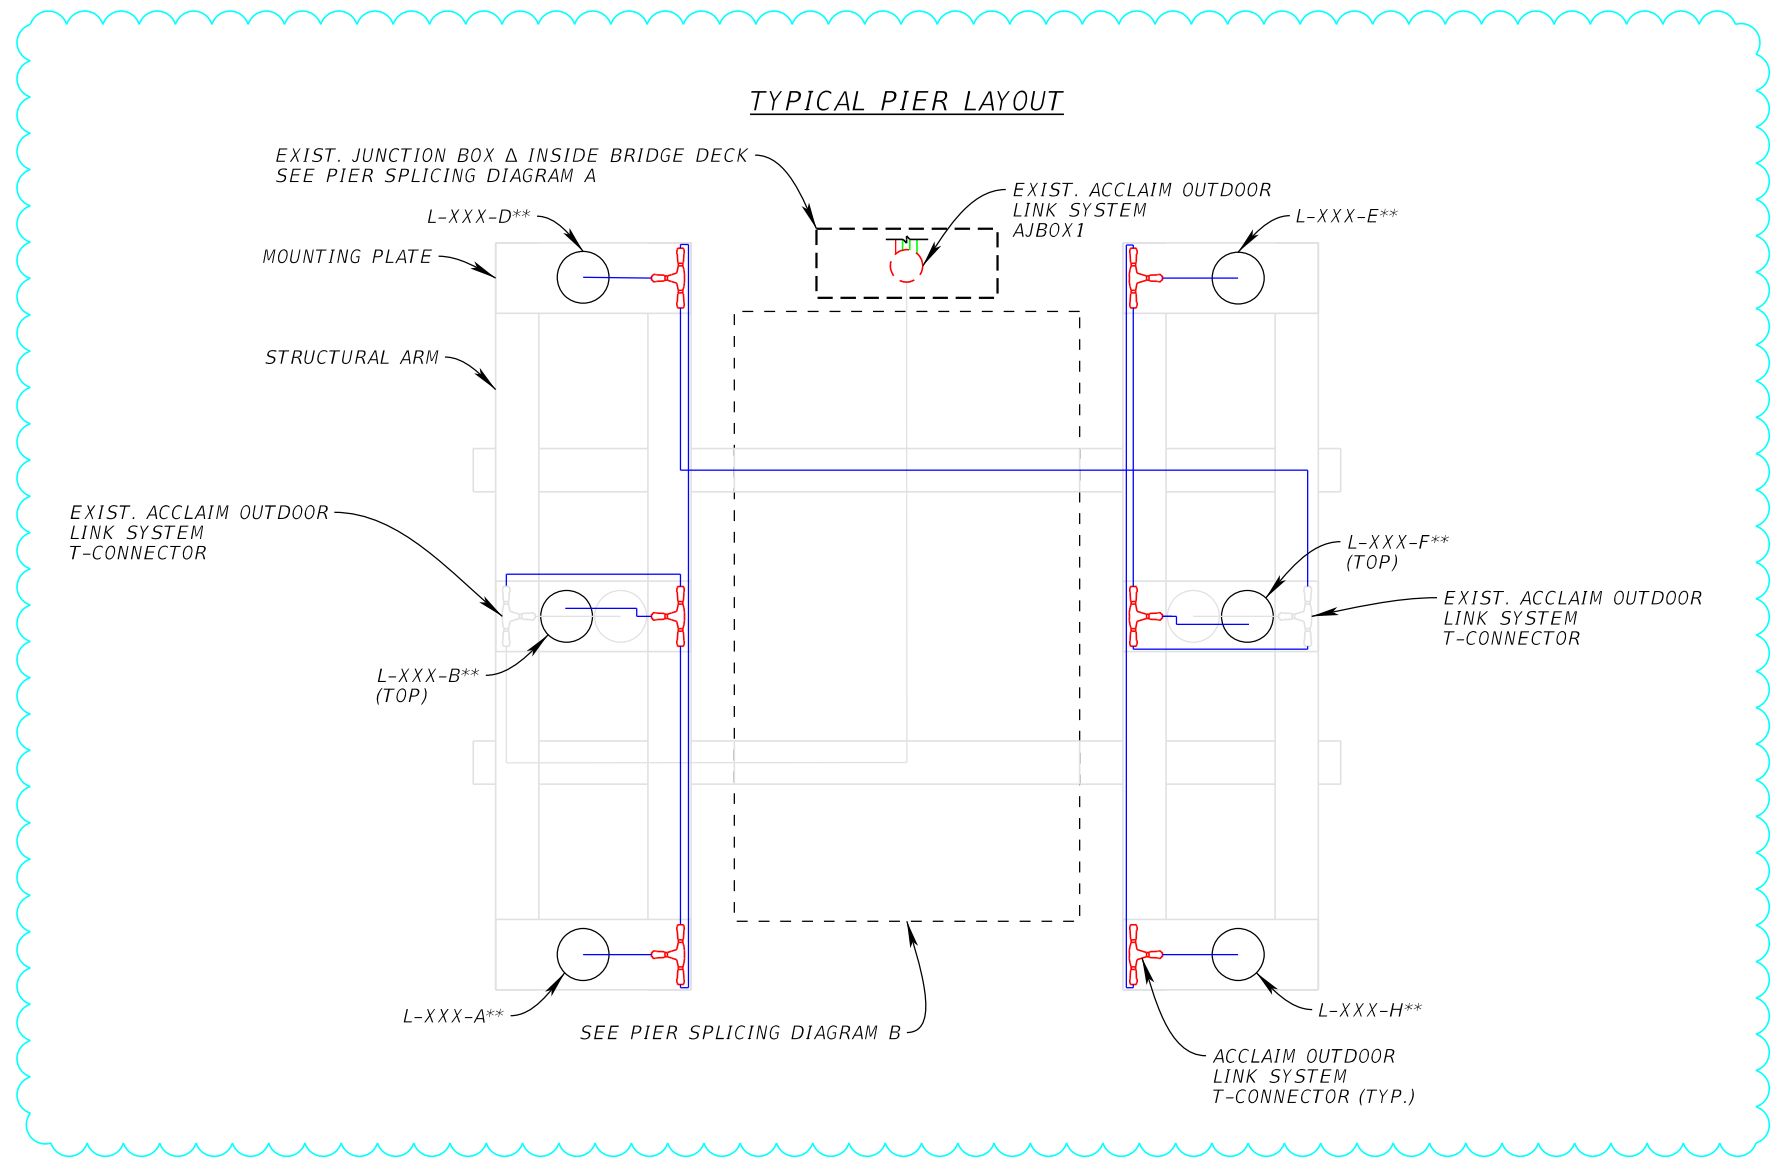 TYPICAL PIER LAYOUT
EXIST. JUNCTION BOX Δ INSIDE BRIDGE DECK
SEE PIER SPLICING DIAGRAM A
EXIST. ACCLAIM OUTDOOR
LINK SYSTEM
AJBOX1
L-XXX-D**
L-XXX-E**
MOUNTING PLATE
STRUCTURAL ARM
EXIST. ACCLAIM OUTDOOR
LINK SYSTEM
T-CONNECTOR
L-XXX-F**
(TOP)
EXIST. ACCLAIM OUTDOOR
LINK SYSTEM
T-CONNECTOR
L-XXX-B**
(TOP)
L-XXX-A**
SEE PIER SPLICING DIAGRAM B
L-XXX-H**
ACCLAIM OUTDOOR
LINK SYSTEM
T-CONNECTOR (TYP.)